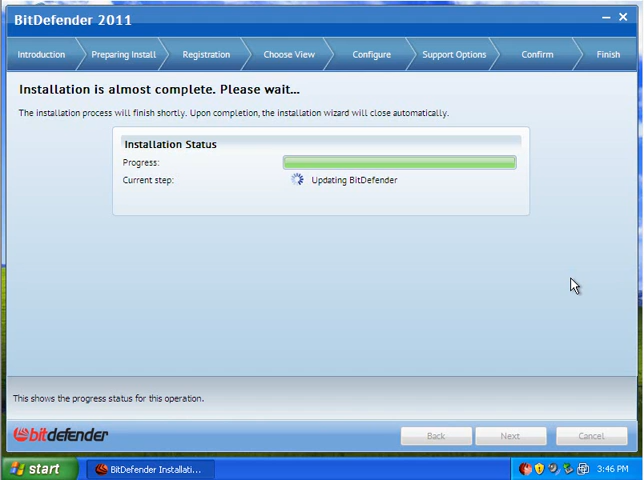 BitDefender 2011
Introduction
Preparing Install
Registration
Choose View
Configure
Support Options
Confirm
Finish
Installation is almost complete. Please wait...
The installation process will finish shortly. Upon completion, the installation wizard will close automatically.
Installation Status
Progress:
Current step:
Updating BitDefender
This shows the progress status for this operation.
bitdefender
Back
Next
Cancel
start
BitDefender Installati...
3:46 PM